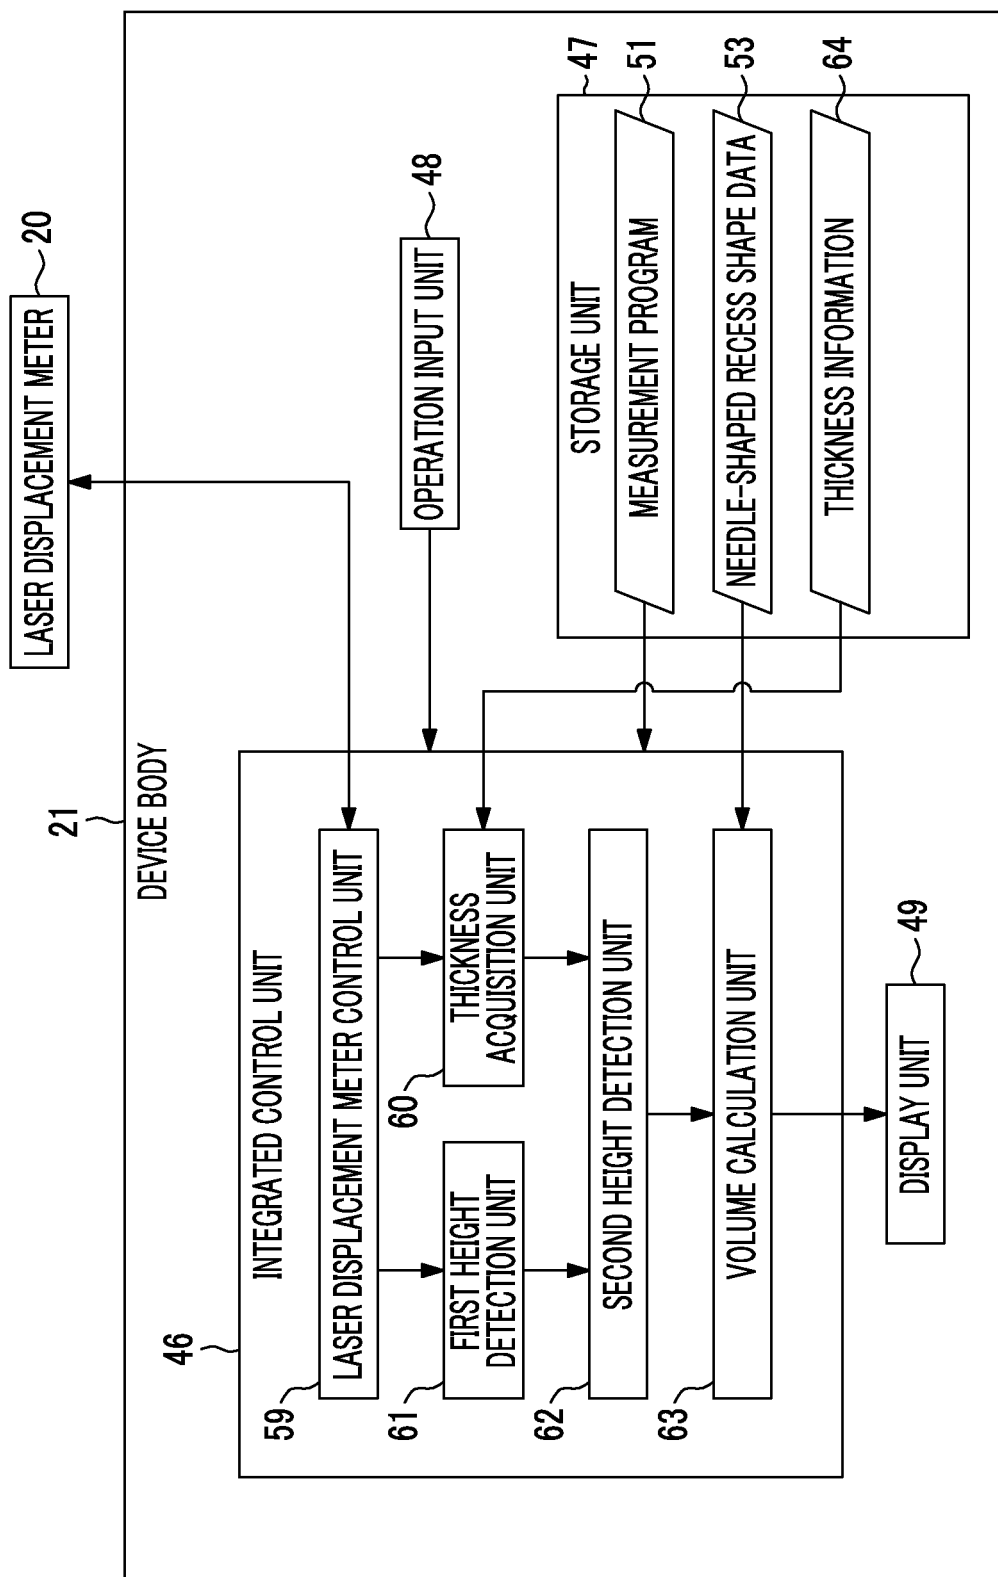 LASER DISPLACEMENT METER
20
21
DEVICE BODY
46
INTEGRATED CONTROL UNIT
59
LASER DISPLACEMENT METER CONTROL UNIT
61
FIRST HEIGHT
DETECTION UNIT
60
THICKNESS
ACQUISITION UNIT
62
SECOND HEIGHT DETECTION UNIT
63
VOLUME CALCULATION UNIT
OPERATION INPUT UNIT
48
47
STORAGE UNIT
MEASUREMENT PROGRAM
51
NEEDLE-SHAPED RECESS SHAPE DATA
53
THICKNESS INFORMATION
64
DISPLAY UNIT
49